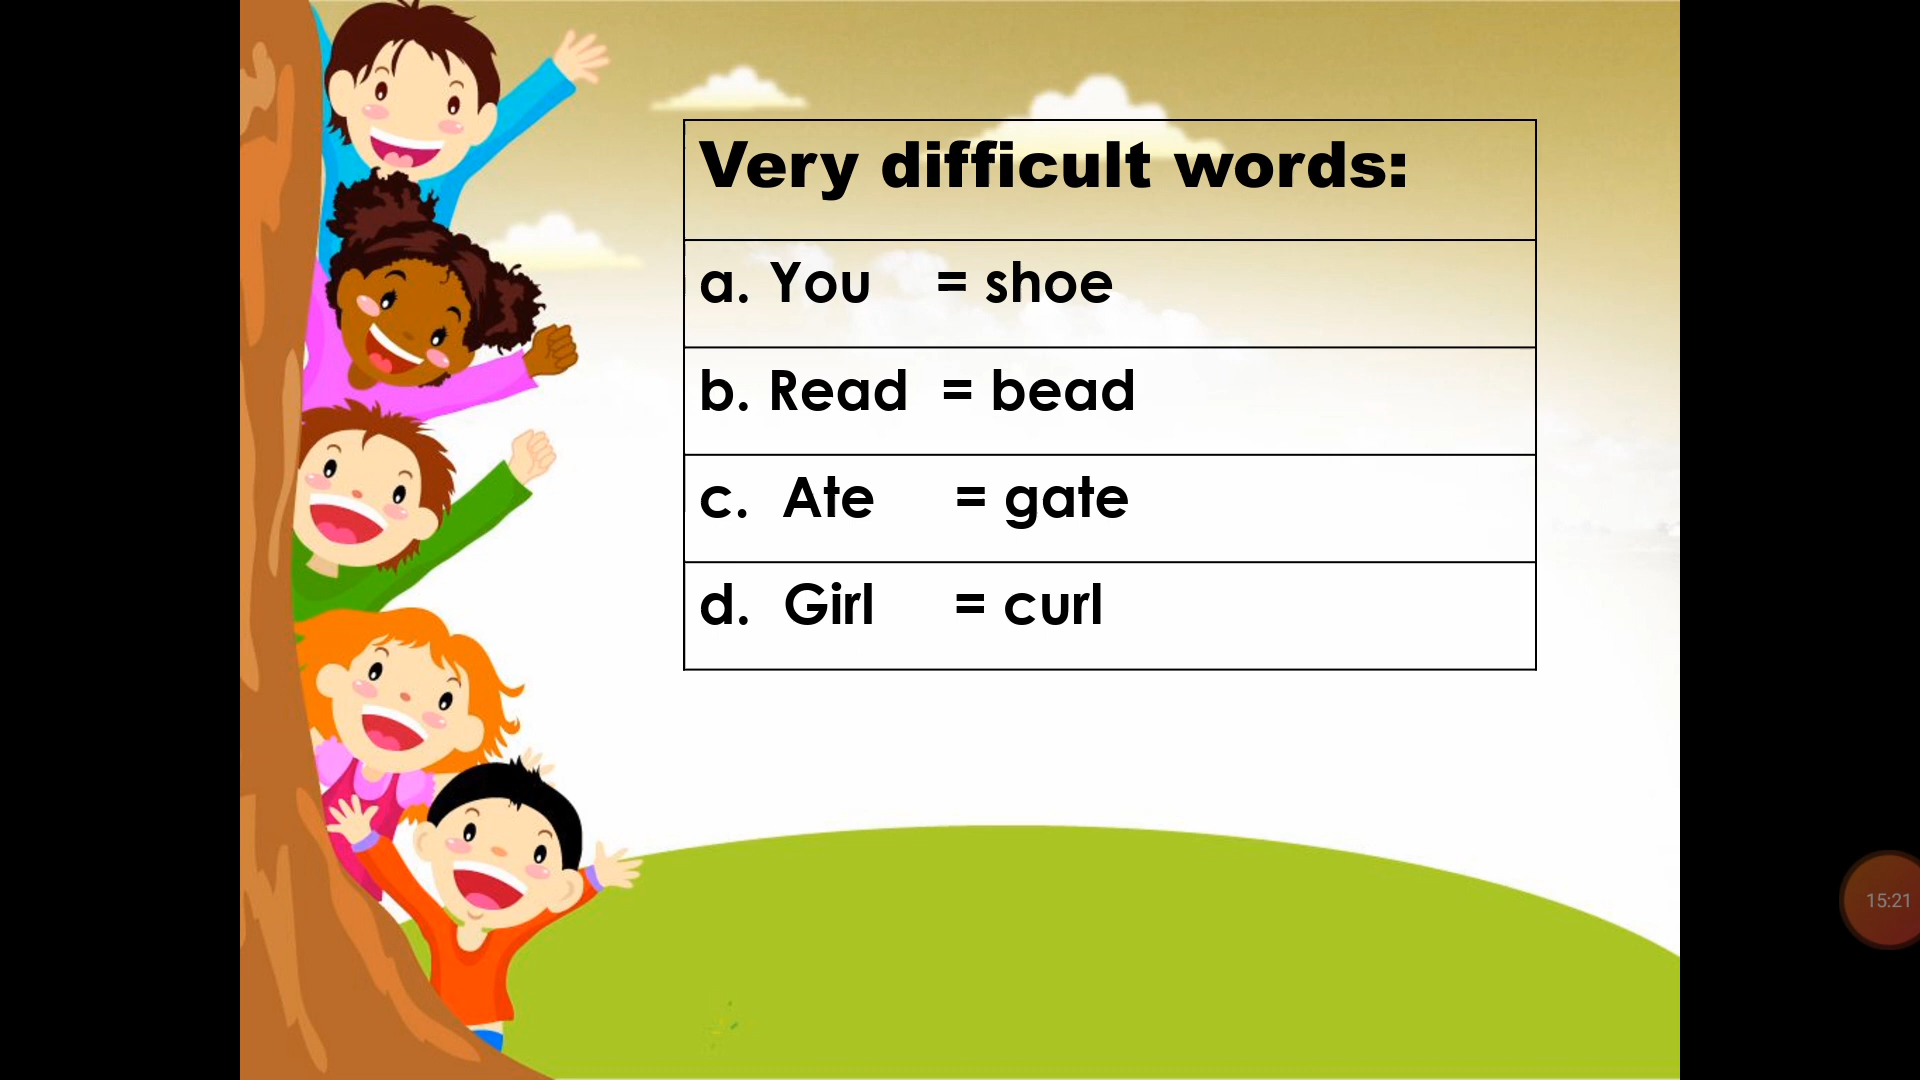 Very difficult words:
a. You = shoe
b. Read = bead
c. Ate = gate
d. Girl = curl
15:21